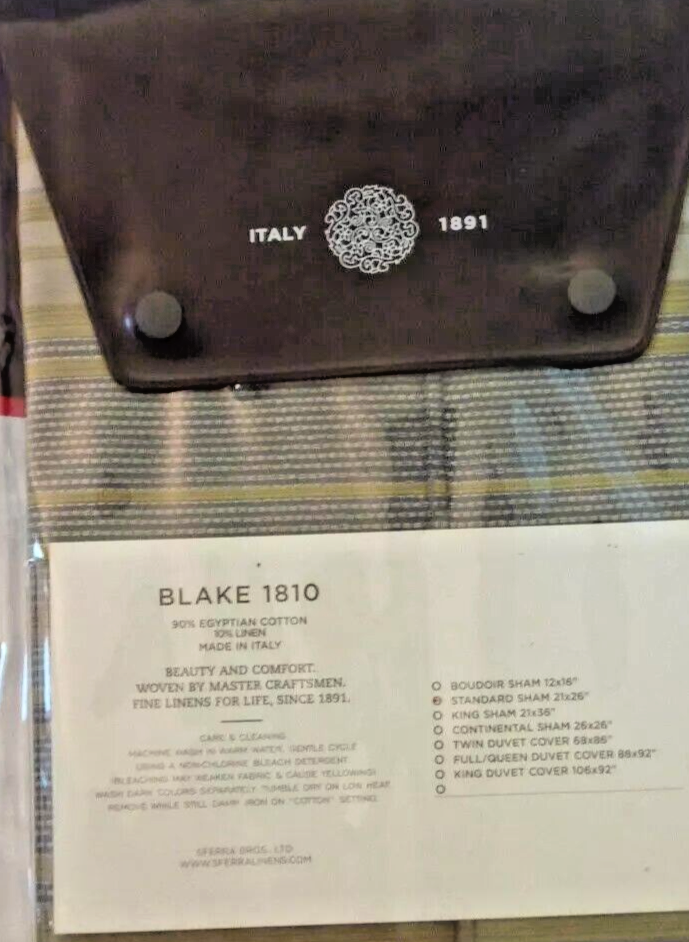 ITALY 1891
BLAKE 1810
90% EGYPTIAN COTTON
10% LINEN
MADE IN ITALY
BEAUTY AND COMFORT.
WOVEN BY MASTER CRAFTSMEN.
FINE LINENS FOR LIFE, SINCE 1891.
CARE & CLEANING
MACHINE WASH IN WARM WATER, GENTLE CYCLE
USING A NON-CHLORINE BLEACH DETERGENT
(BLEACHING MAY WEAKEN FABRIC & CAUSE YELLOWING)
WASH DARK COLORS SEPARATELY TUMBLE DRY ON LOW HEAT
REMOVE WHILE STILL DAMP IRON ON "COTTON" SETTING
SFERRA BROS., LTD
WWW.SFERRALINENS.COM
BOUDOIR SHAM 12x16"
STANDARD SHAM 21x26"
KING SHAM 21x36"
CONTINENTAL SHAM 26x26"
TWIN DUVET COVER 68x86"
FULL/QUEEN DUVET COVER 88x92"
KING DUVET COVER 106x92"